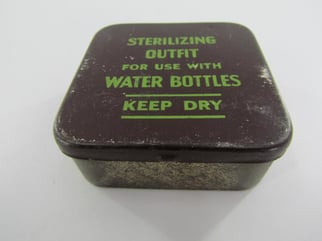 STERILIZING
OUTFIT
FOR USE WITH
WATER BOTTLES
KEEP DRY